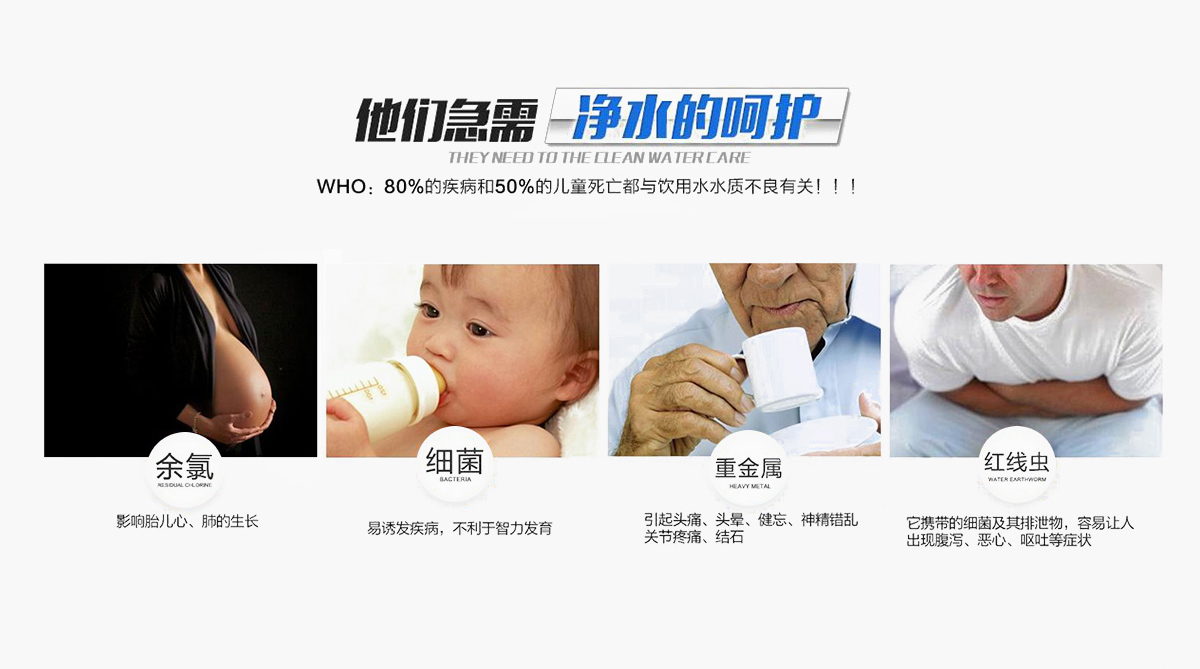 他们急需 净水的呵护
THEY NEED TO THE CLEAN WATER CARE
WHO：80%的疾病和50%的儿童死亡都与饮用水水质不良有关！！！
余氯
RESIDUAL CHLORINE
影响胎儿心、肺的生长
细菌
BACTERIA
易诱发疾病，不利于智力发育
重金属
HEAVY METAL
引起头痛、头晕、健忘、神精错乱
关节疼痛、结石
红线虫
WATER EARTHWORM
它携带的细菌及其排泄物，容易让人
出现腹泻、恶心、呕吐等症状